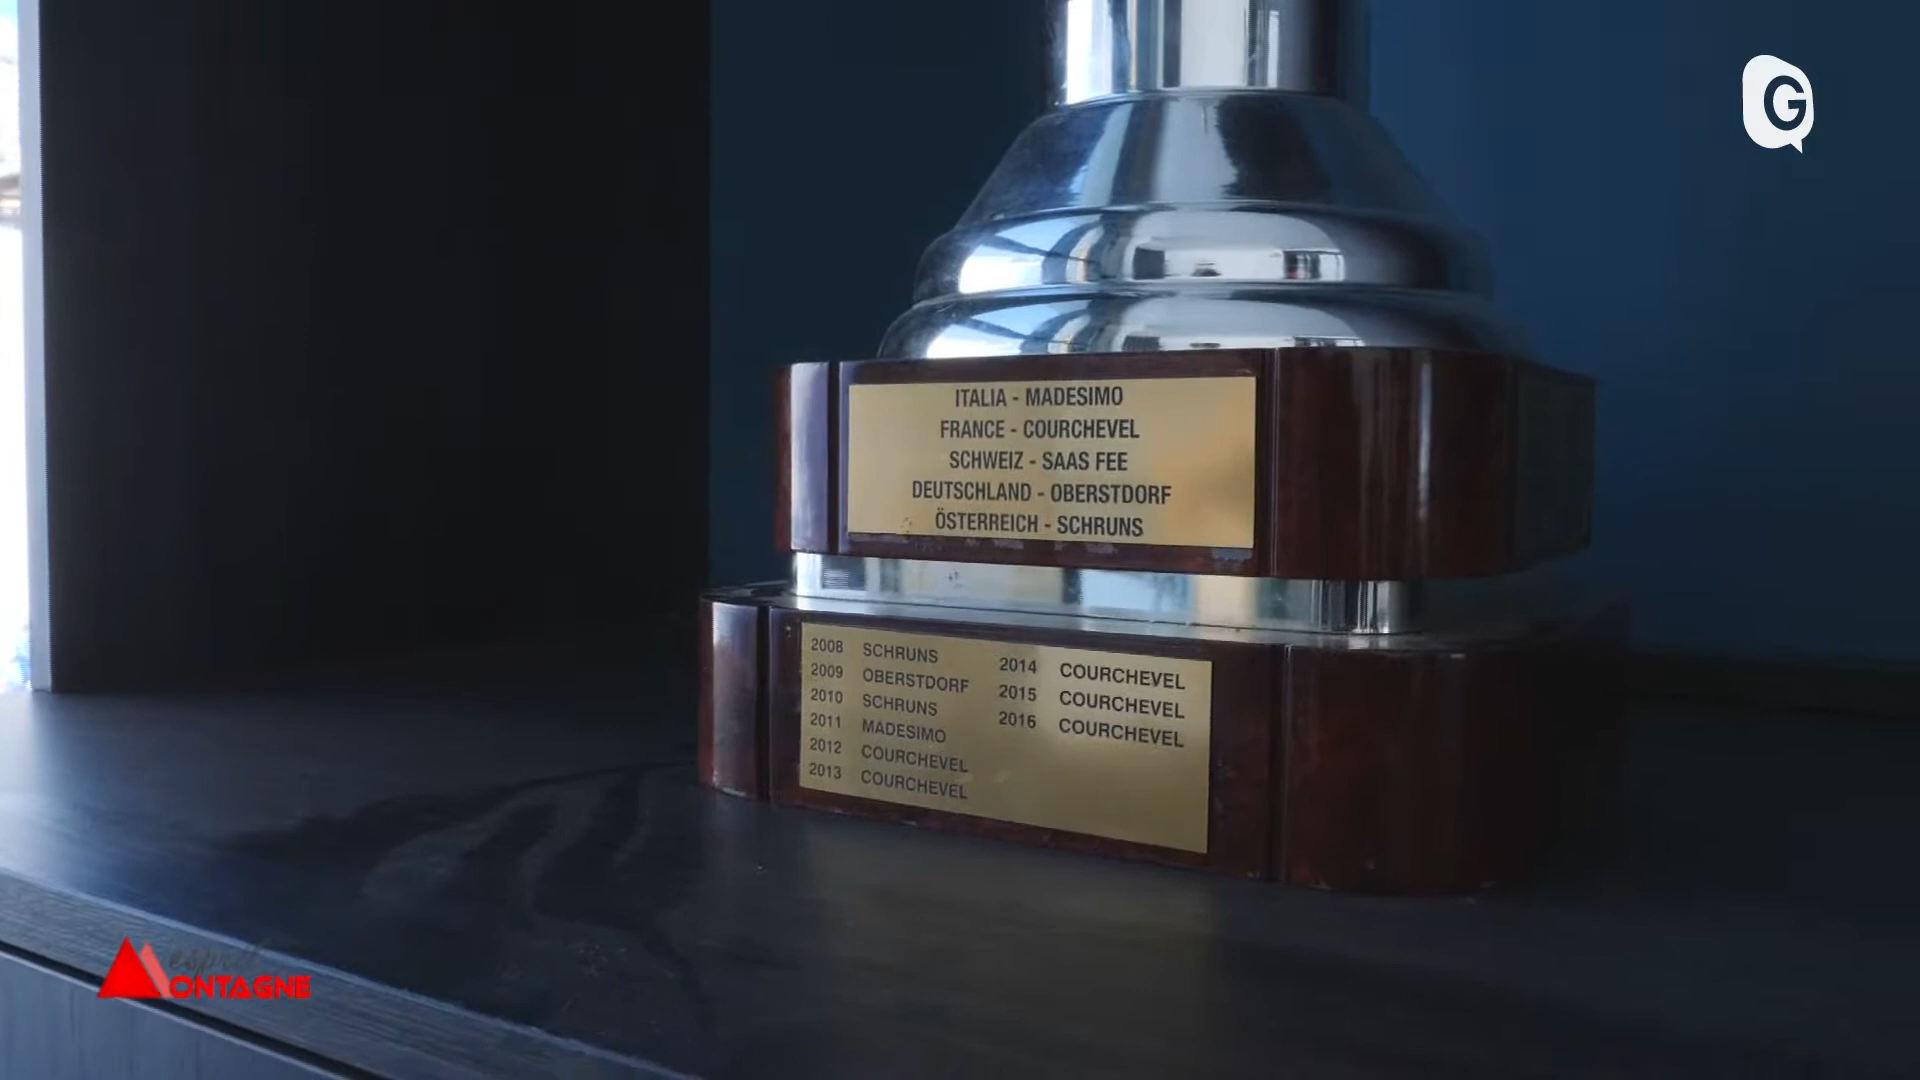 G
ITALIA - MADESIMO
FRANCE - COURCHEVEL
SCHWEIZ - SAAS FEE
DEUTSCHLAND - OBERSTDORF
ÖSTERREICH - SCHRUNS
2008 SCHRUNS
2009 OBERSTDORF
2010 SCHRUNS
2011 MADESIMO
2012 COURCHEVEL
2013 COURCHEVEL
2014 COURCHEVEL
2015 COURCHEVEL
2016 COURCHEVEL
esprit
MONTAGNE